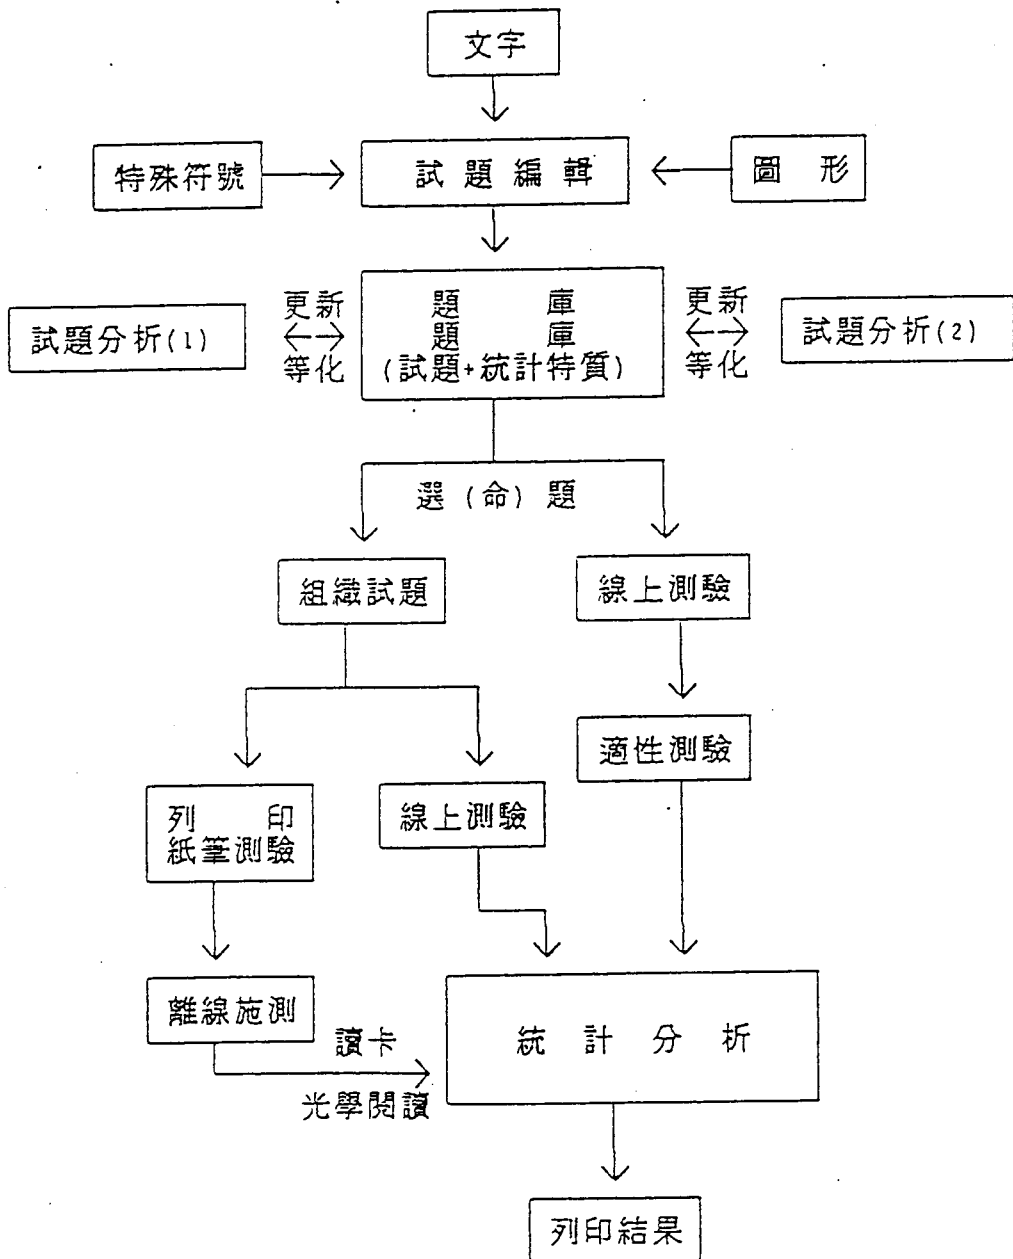 文字
特殊符號
試題編輯
圖形
試題分析(1)
更新
等化
題庫
題庫
(試題+統計特質)
更新
等化
試題分析(2)
選(命)題
組織試題
線上測驗
適性測驗
列印
紙筆測驗
線上測驗
離線施測
讀卡
光學閱讀
統計分析
列印結果